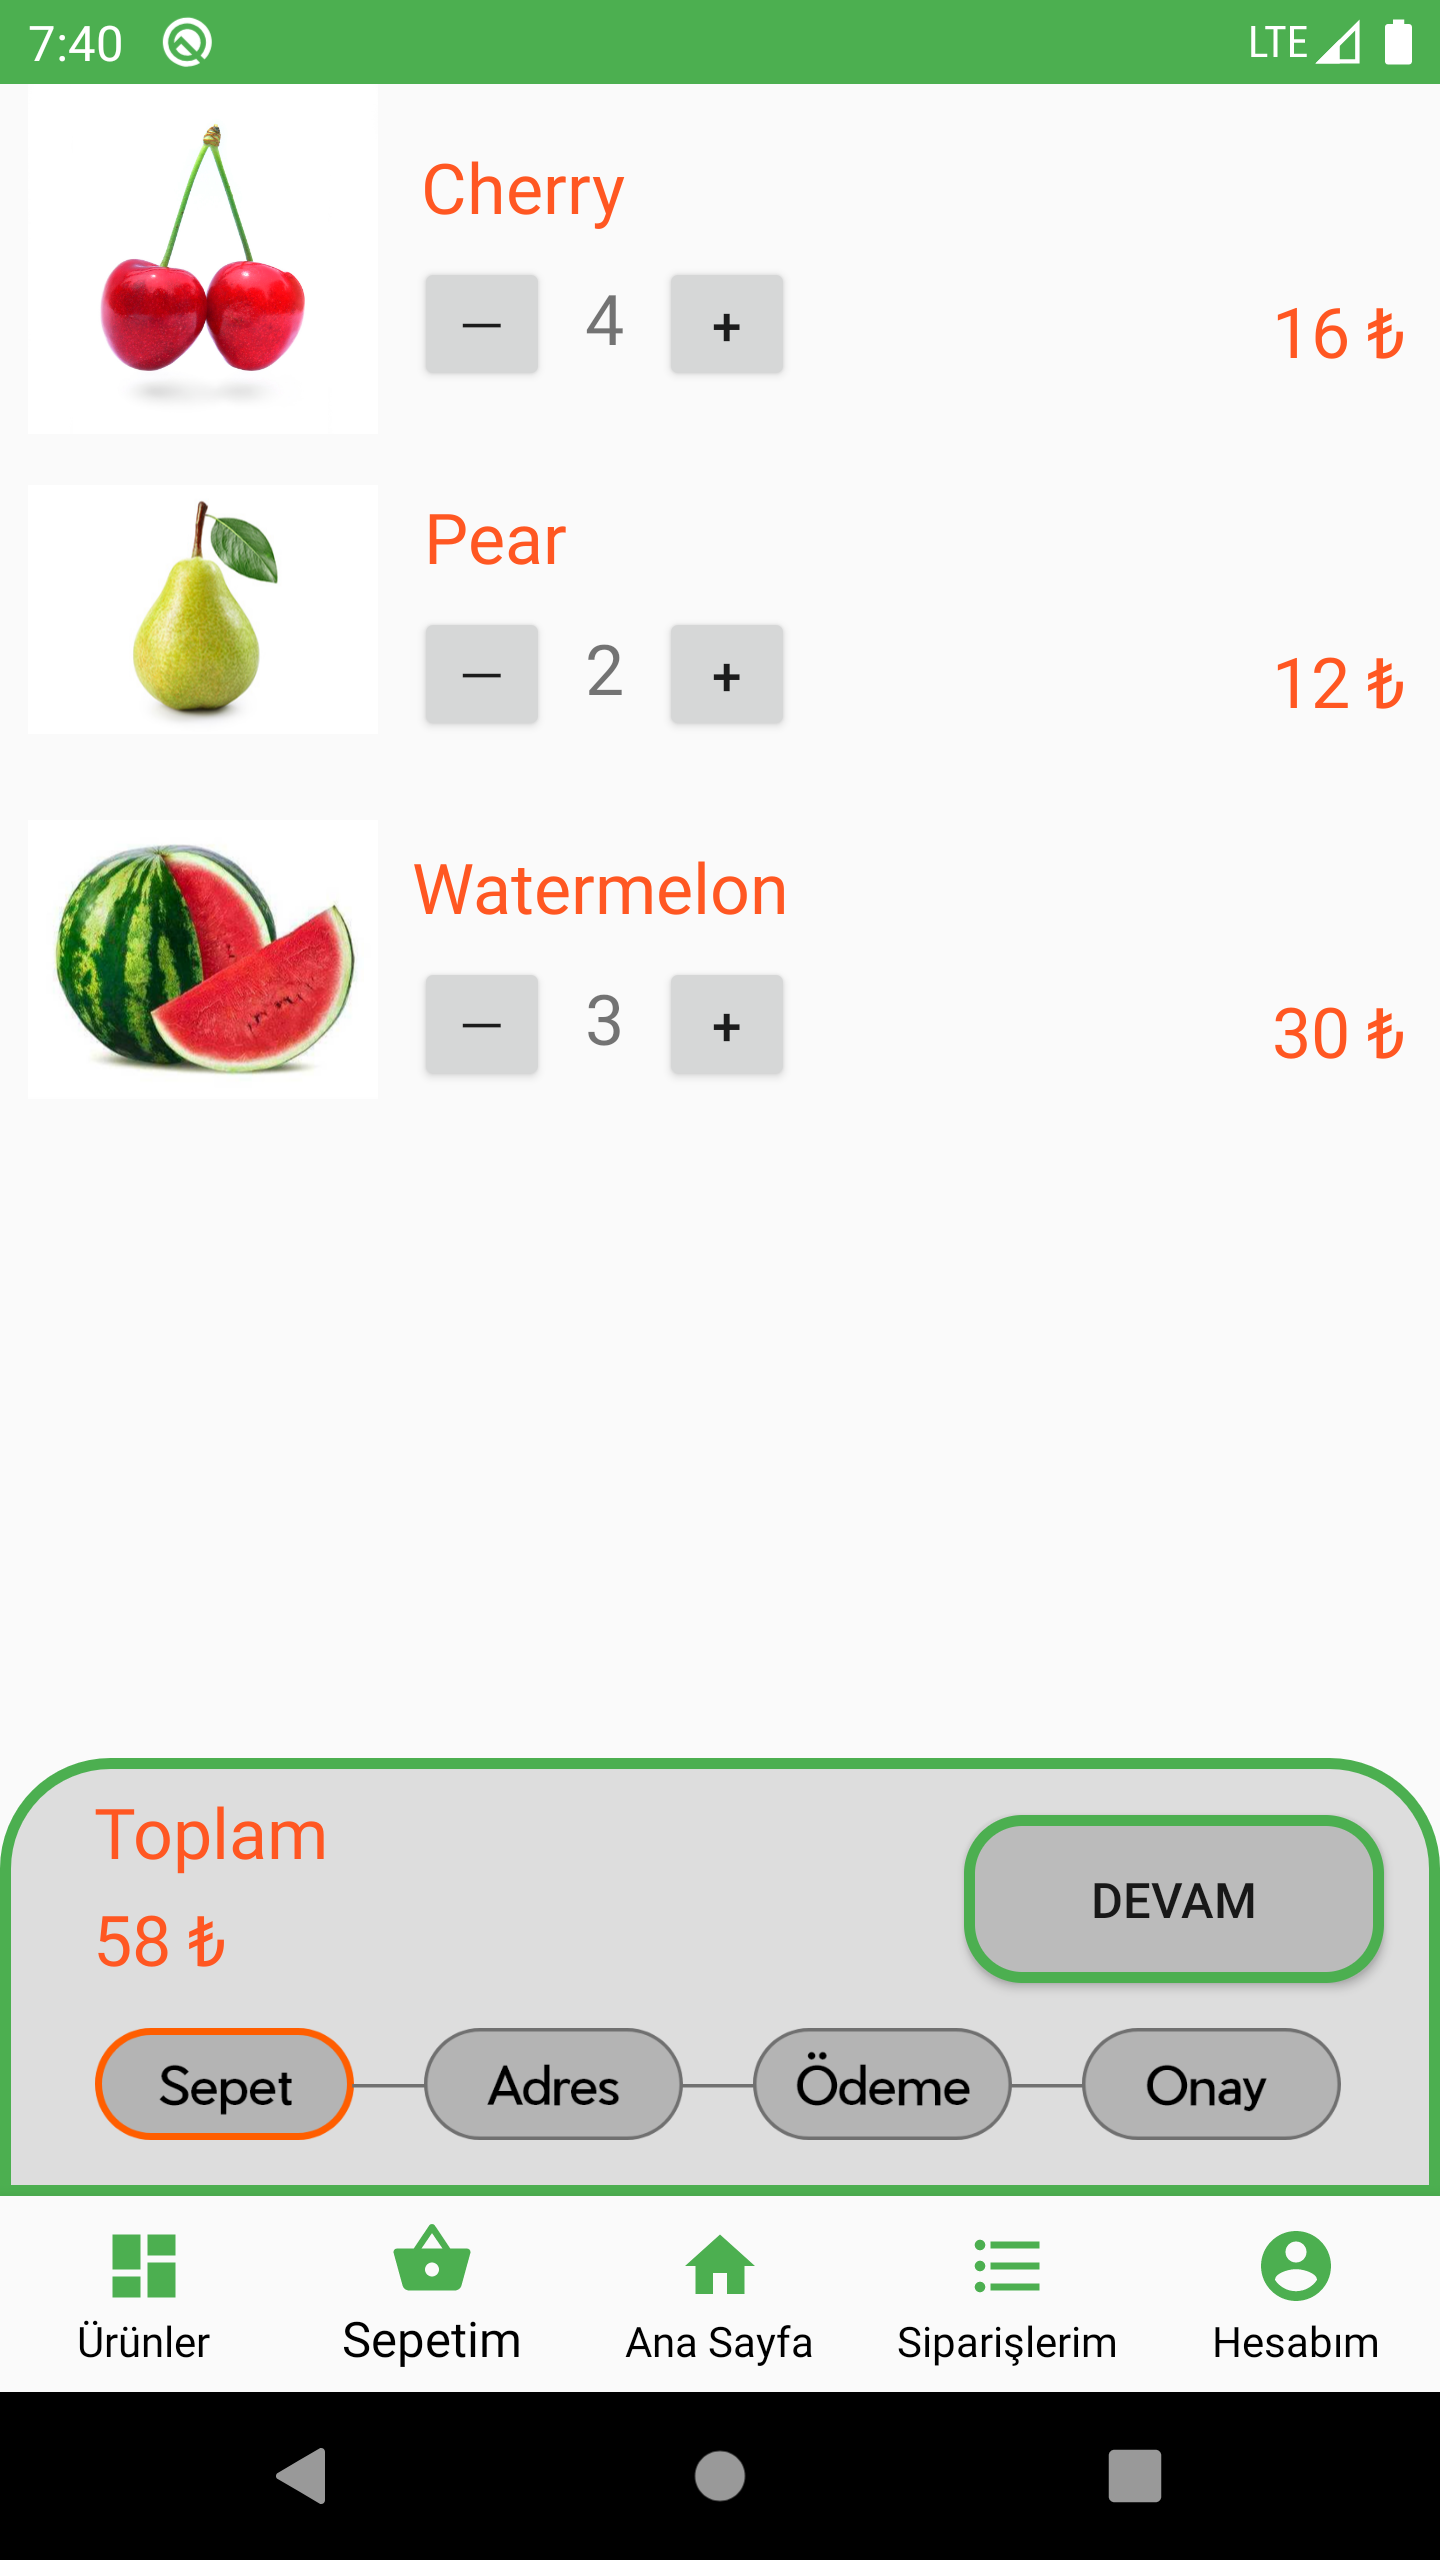 7:40 LTE
Cherry
— 4 + 16 ₺
Pear
— 2 + 12 ₺
Watermelon
— 3 + 30 ₺
Toplam
58 ₺
DEVAM
Sepet Adres Ödeme Onay
Ürünler Sepetim Ana Sayfa Siparişlerim Hesabım